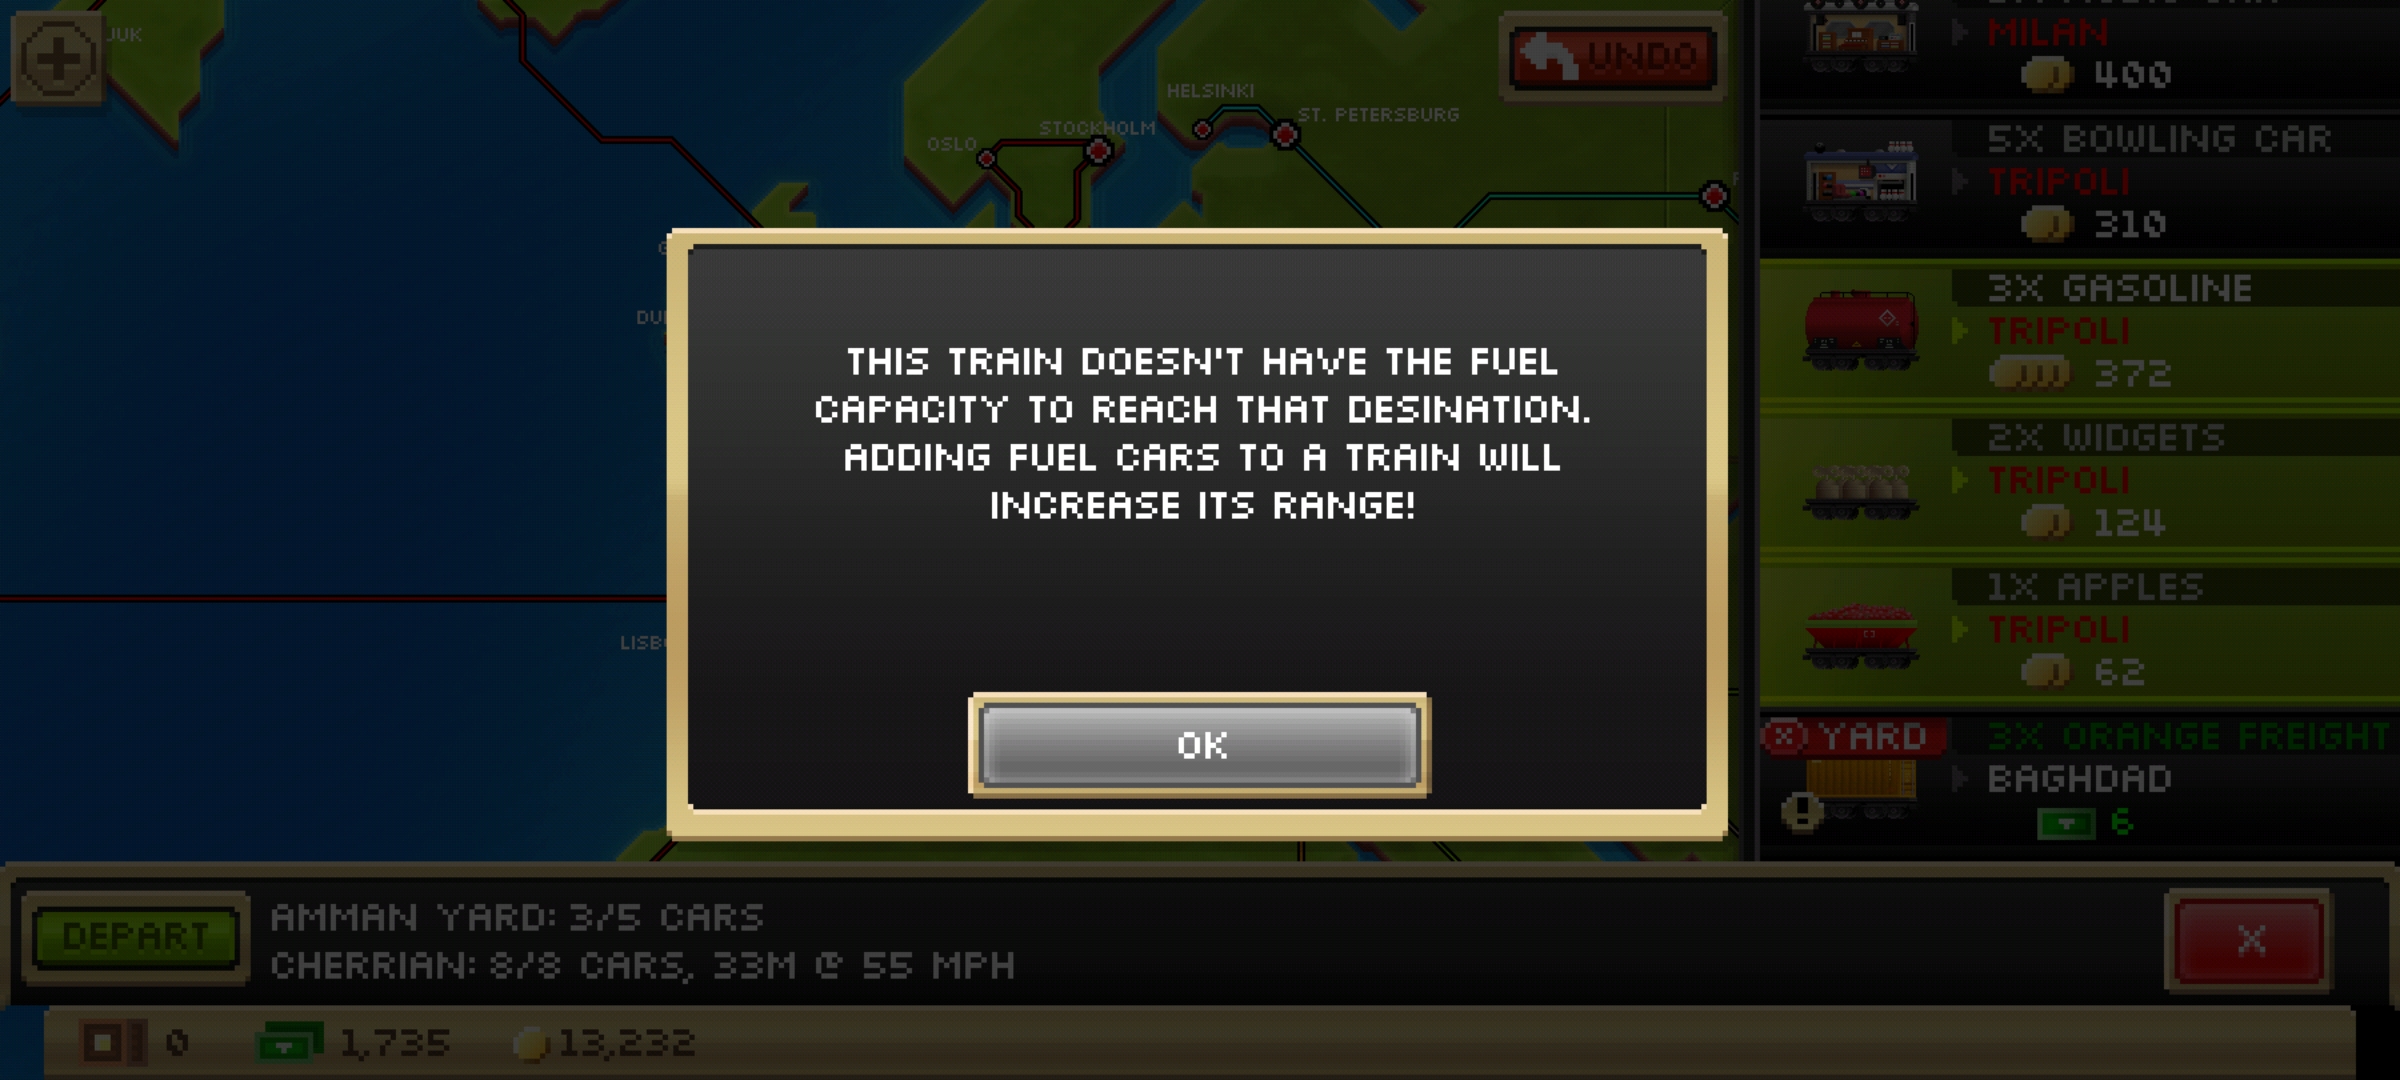 JUK
UNDO
HELSINKI
ST. PETERSBURG
STOCKHOLM
OSLO
DU
LISB
THIS TRAIN DOESN'T HAVE THE FUEL
CAPACITY TO REACH THAT DESINATION.
ADDING FUEL CARS TO A TRAIN WILL
INCREASE ITS RANGE!
OK
MILAN
400
5X BOWLING CAR
TRIPOLI
310
3X GASOLINE
TRIPOLI
372
2X WIDGETS
TRIPOLI
124
1X APPLES
TRIPOLI
62
YARD
3X ORANGE FREIGHT
BAGHDAD
6
DEPART
AMMAN YARD: 3/5 CARS
CHERRIAN: 8/8 CARS, 33M @ 55 MPH
X
0 1,735 13,232